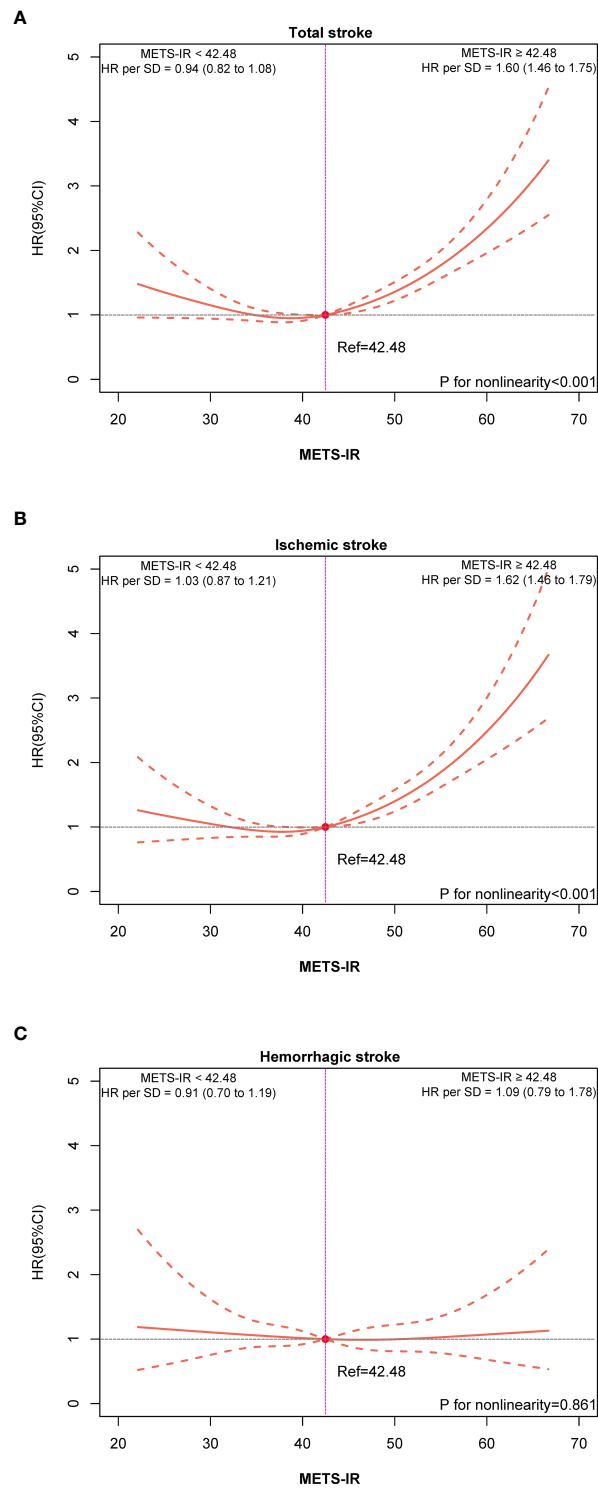 A
Total stroke
METS-IR < 42.48
HR per SD = 0.94 (0.82 to 1.08)
METS-IR ≥ 42.48
HR per SD = 1.60 (1.46 to 1.75)
HR(95%CI)
5
4
3
2
1
0
Ref=42.48
P for nonlinearity<0.001
20 30 40 50 60 70
METS-IR
B
Ischemic stroke
METS-IR < 42.48
HR per SD = 1.03 (0.87 to 1.21)
METS-IR ≥ 42.48
HR per SD = 1.62 (1.46 to 1.79)
HR(95%CI)
5
4
3
2
1
0
Ref=42.48
P for nonlinearity<0.001
20 30 40 50 60 70
METS-IR
C
Hemorrhagic stroke
METS-IR < 42.48
HR per SD = 0.91 (0.70 to 1.19)
METS-IR ≥ 42.48
HR per SD = 1.09 (0.79 to 1.78)
HR(95%CI)
5
4
3
2
1
0
Ref=42.48
P for nonlinearity=0.861
20 30 40 50 60 70
METS-IR